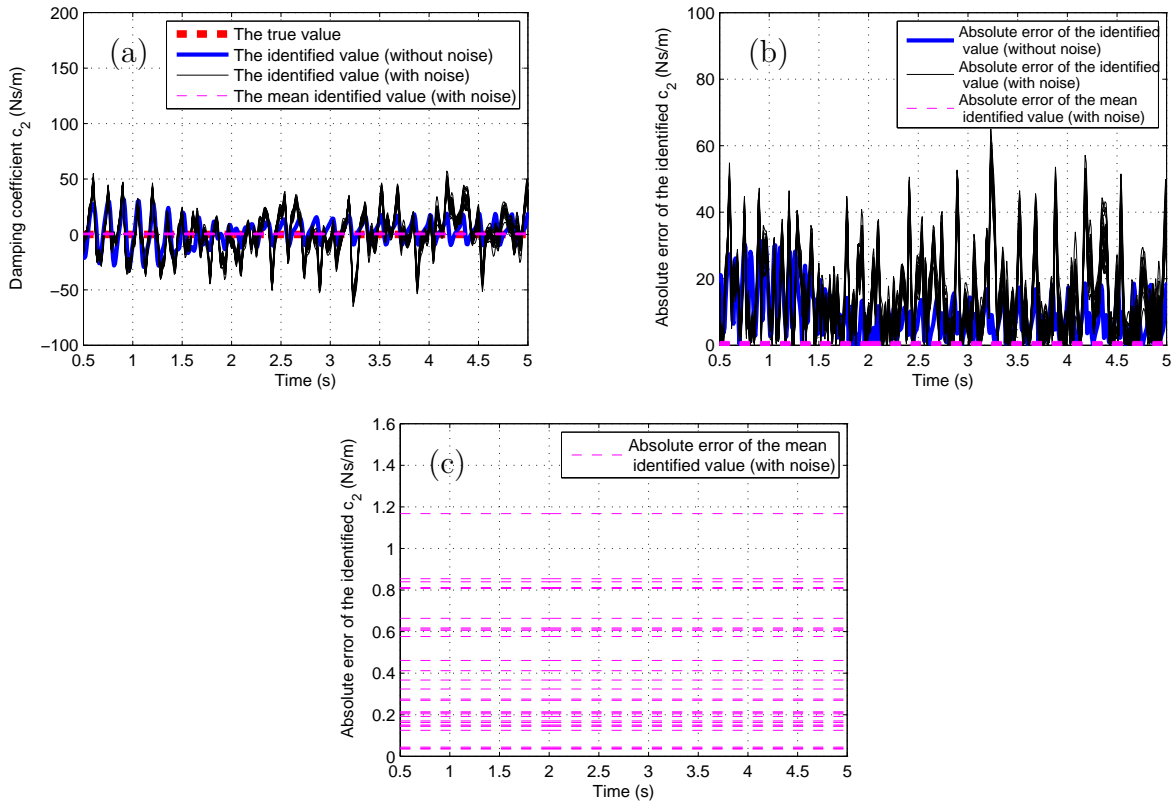 (a)
The true value
The identified value (without noise)
The identified value (with noise)
The mean identified value (with noise)
Damping coefficient c_2 (Ns/m)
200
150
100
50
0
−50
−100
0.5 1 1.5 2 2.5 3 3.5 4 4.5 5
Time (s)
(b)
Absolute error of the identified
value (without noise)
Absolute error of the identified
value (with noise)
Absolute error of the mean
identified value (with noise)
Absolute error of the identified c_2 (Ns/m)
100
80
60
40
20
0
0.5 1 1.5 2 2.5 3 3.5 4 4.5 5
Time (s)
(c)
Absolute error of the mean
identified value (with noise)
Absolute error of the identified c_2 (Ns/m)
1.6
1.4
1.2
1
0.8
0.6
0.4
0.2
0
0.5 1 1.5 2 2.5 3 3.5 4 4.5 5
Time (s)